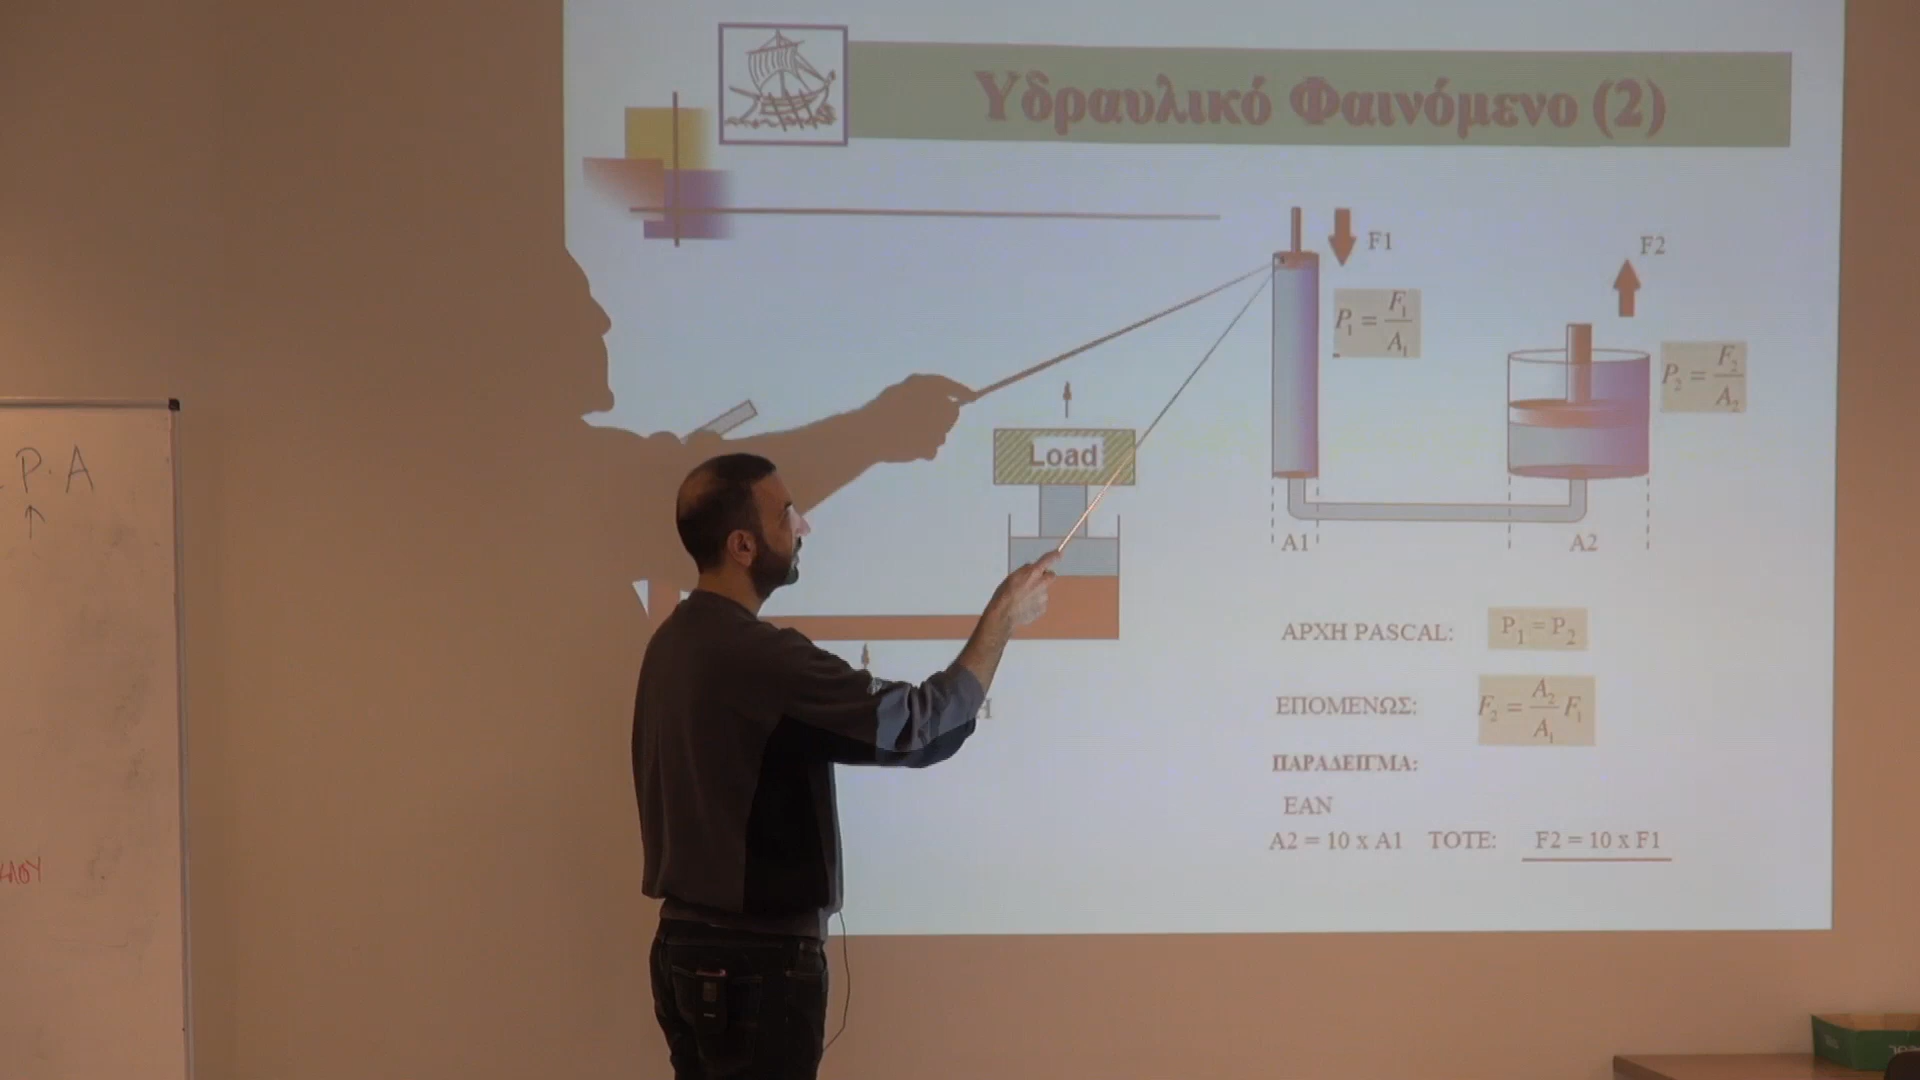 Υδραυλικό Φαινόμενο (2)
F1
F2
P₁ = F₁/A₁
P₂ = F₂/A₂
Load
A1
A2
P·A
↑
ΑΡΧΗ PASCAL: P₁ = P₂
ΕΠΟΜΕΝΩΣ: F₂ = A₂/A₁ F₁
ΠΑΡΑΔΕΙΓΜΑ:
ΕΑΝ
A2 = 10 x A1 ΤΟΤΕ: F2 = 10 x F1